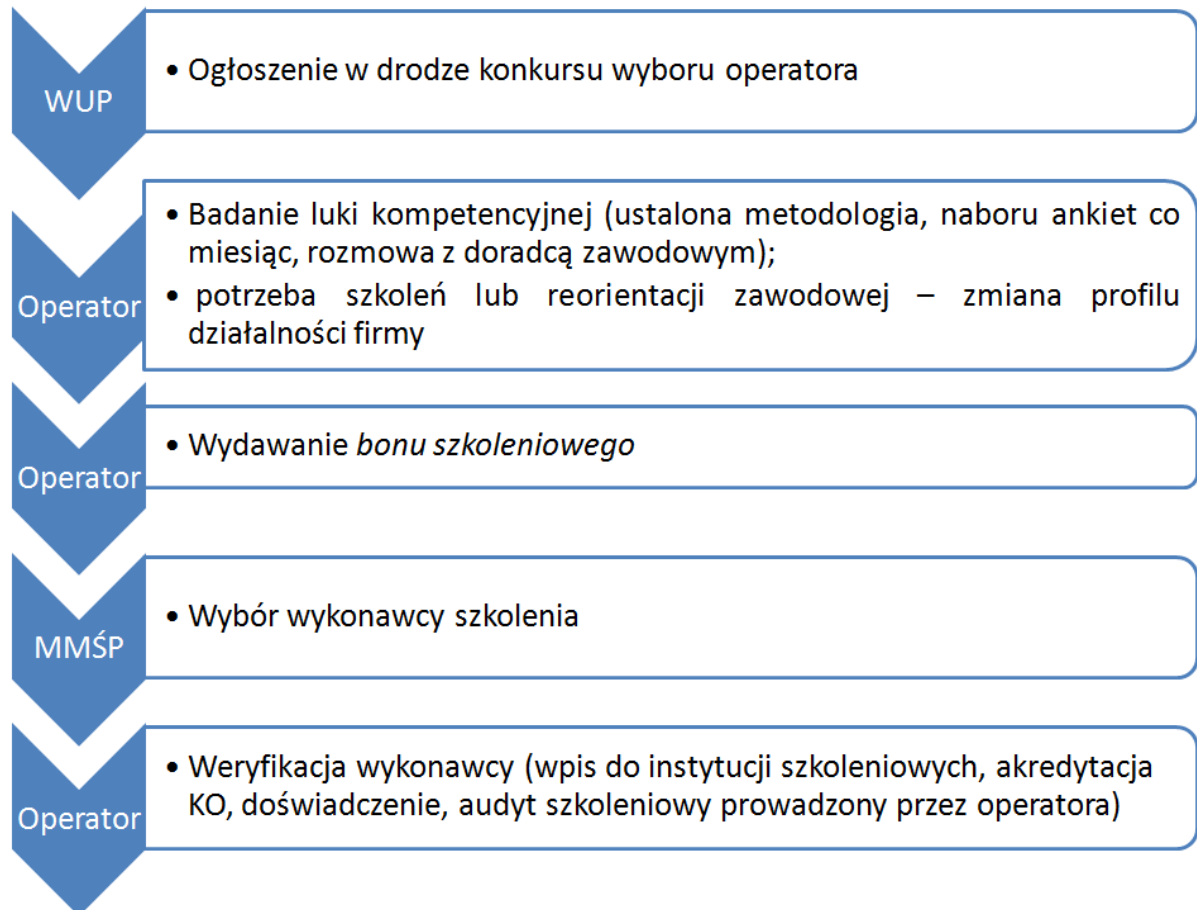 WUP
• Ogłoszenie w drodze konkursu wyboru operatora
Operator
• Badanie luki kompetencyjnej (ustalona metodologia, naboru ankiet co
miesiąc, rozmowa z doradcą zawodowym);
• potrzeba szkoleń lub reorientacji zawodowej – zmiana profilu
działalności firmy
Operator
• Wydawanie bonu szkoleniowego
MMŚP
• Wybór wykonawcy szkolenia
Operator
• Weryfikacja wykonawcy (wpis do instytucji szkoleniowych, akredytacja
KO, doświadczenie, audyt szkoleniowy prowadzony przez operatora)